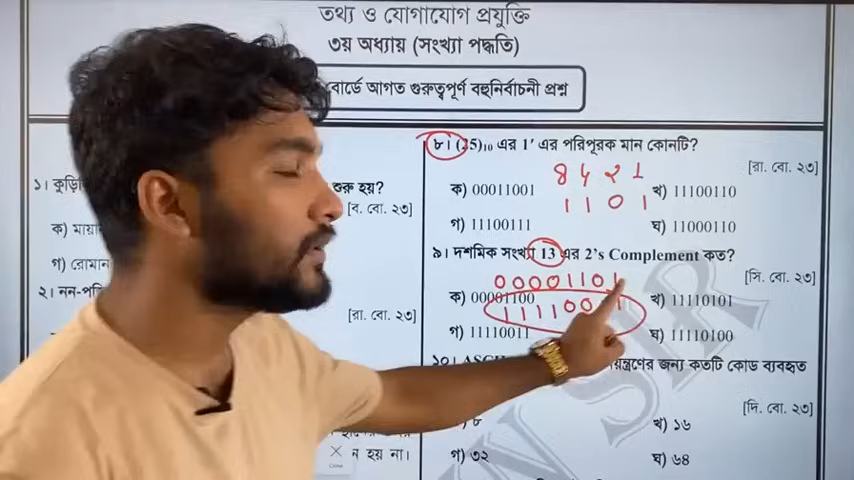 তথ্য ও যোগাযোগ প্রযুক্তি
৩য় অধ্যায় (সংখ্যা পদ্ধতি)
বোর্ডে আগত গুরুত্বপূর্ণ বহুনির্বাচনী প্রশ্ন
১। কুড়ি
শুরু হয়?
[ব. বো. ২৩]
ক) মায়া
গ) রোমান
২। নন-প
[রা. বো. ২৩]
ন হয় না।
Close
৮। (25)₁₀ এর 1' এর পরিপূরক মান কোনটি?
[রা. বো. ২৩]
8 4 2 1
1 1 0 1
ক) 00011001
খ) 11100110
গ) 11100111
ঘ) 11000110
৯। দশমিক সংখ্যা 13 এর 2's Complement কত?
[সি. বো. ২৩]
00001101
ক) 00001100
খ) 11110101
গ) 11110011
ঘ) 11110100
১০।
য়ন্ত্রণের জন্য কতটি কোড ব্যবহৃত
[দি. বো. ২৩]
৮
খ) ১৬
গ) ৩২
ঘ) ৬৪